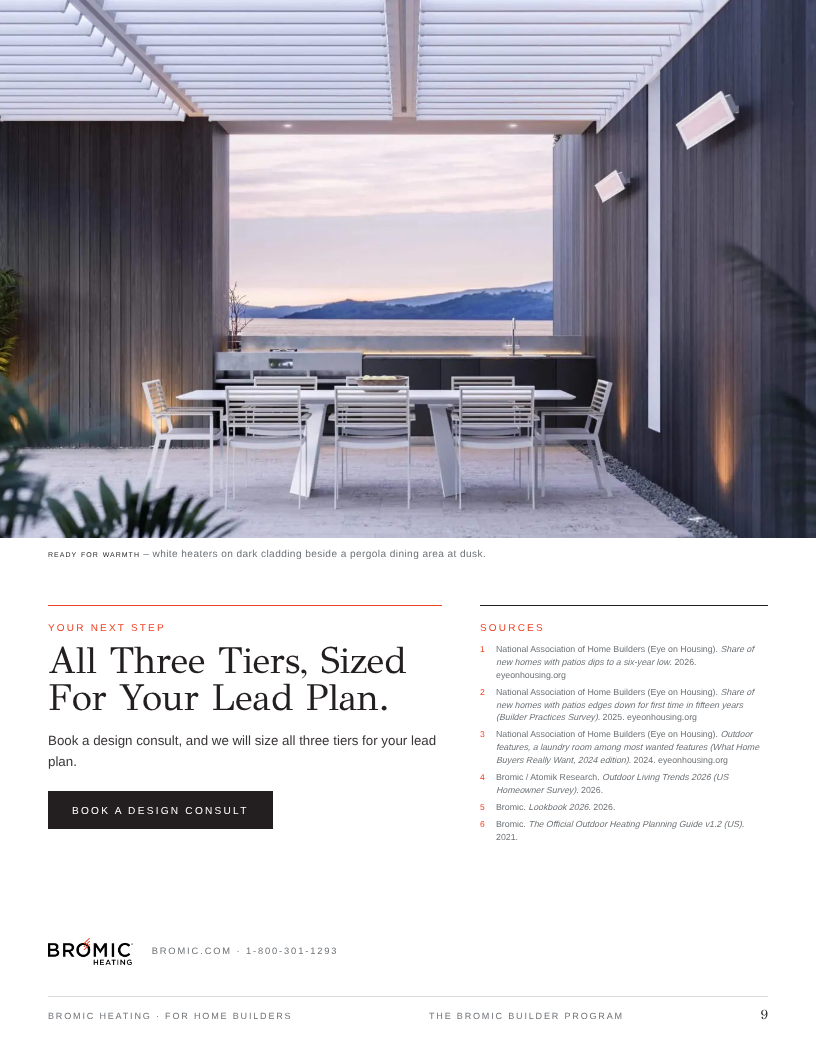 READY FOR WARMTH – white heaters on dark cladding beside a pergola dining area at dusk.
YOUR NEXT STEP
All Three Tiers, Sized
For Your Lead Plan.
Book a design consult, and we will size all three tiers for your lead
plan.
BOOK A DESIGN CONSULT
SOURCES
1 National Association of Home Builders (Eye on Housing). Share of
new homes with patios dips to a six-year low. 2026.
eyeonhousing.org
2 National Association of Home Builders (Eye on Housing). Share of
new homes with patios edges down for first time in fifteen years
(Builder Practices Survey). 2025. eyeonhousing.org
3 National Association of Home Builders (Eye on Housing). Outdoor
features, a laundry room among most wanted features (What Home
Buyers Really Want, 2024 edition). 2024. eyeonhousing.org
4 Bromic / Atomik Research. Outdoor Living Trends 2026 (US
Homeowner Survey). 2026.
5 Bromic. Lookbook 2026. 2026.
6 Bromic. The Official Outdoor Heating Planning Guide v1.2 (US).
2021.
BROMIC
HEATING
BROMIC.COM · 1-800-301-1293
BROMIC HEATING · FOR HOME BUILDERS
THE BROMIC BUILDER PROGRAM
9